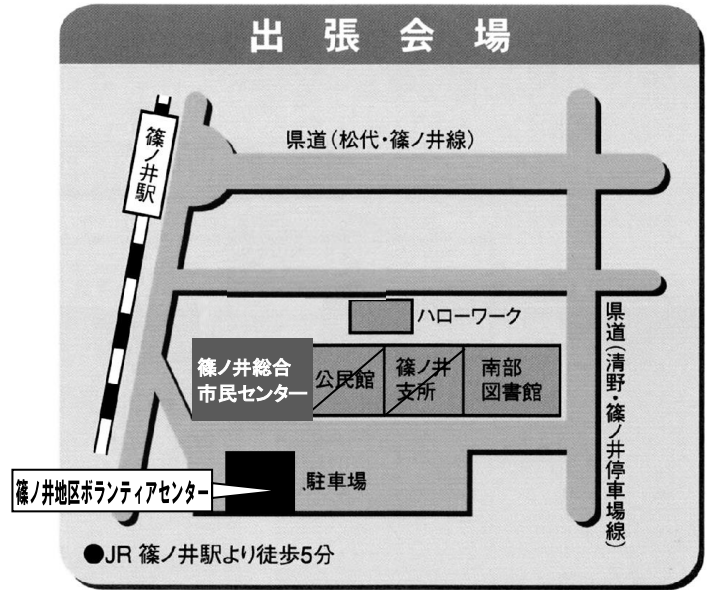 出張会場
篠ノ井駅
県道（松代・篠ノ井線）
ハローワーク
県道（清野・篠ノ井停車場線）
篠ノ井総合
市民センター
公民館
篠ノ井
支所
南部
図書館
駐車場
篠ノ井地区ボランティアセンター
●JR 篠ノ井駅より徒歩5分